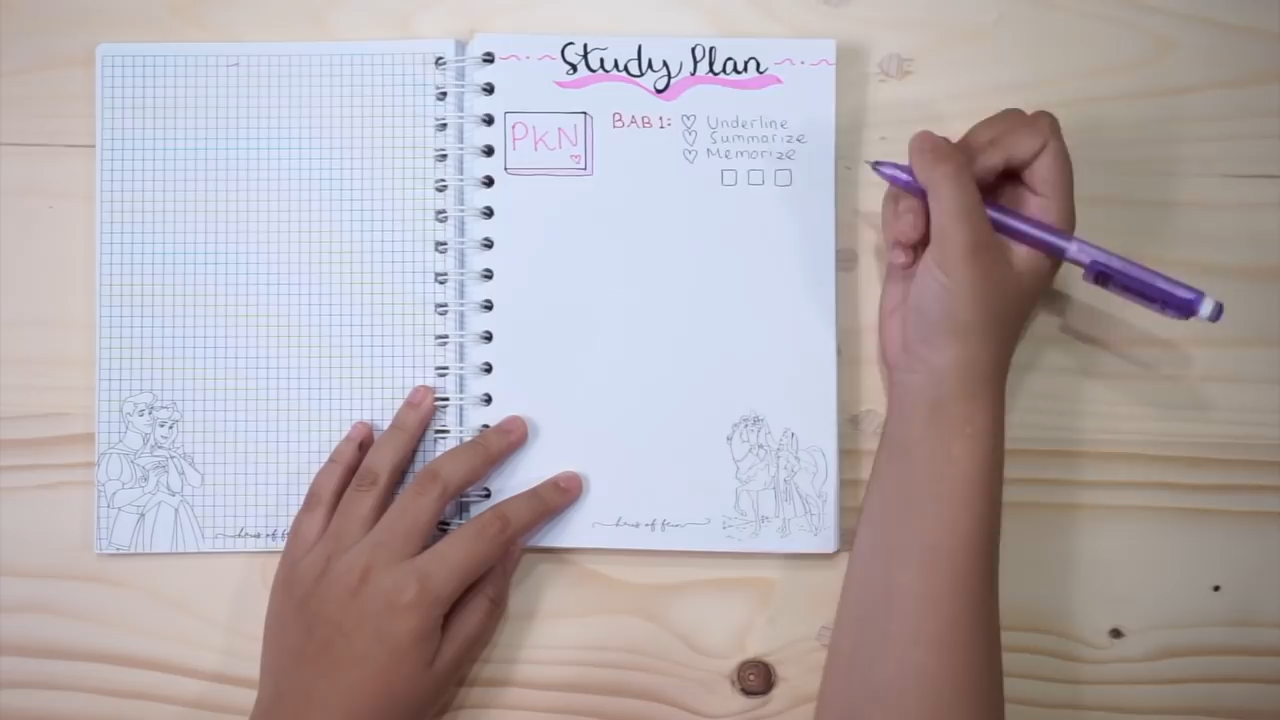 Study Plan
PKN
BAB 1: Underline
Summarize
Memorize